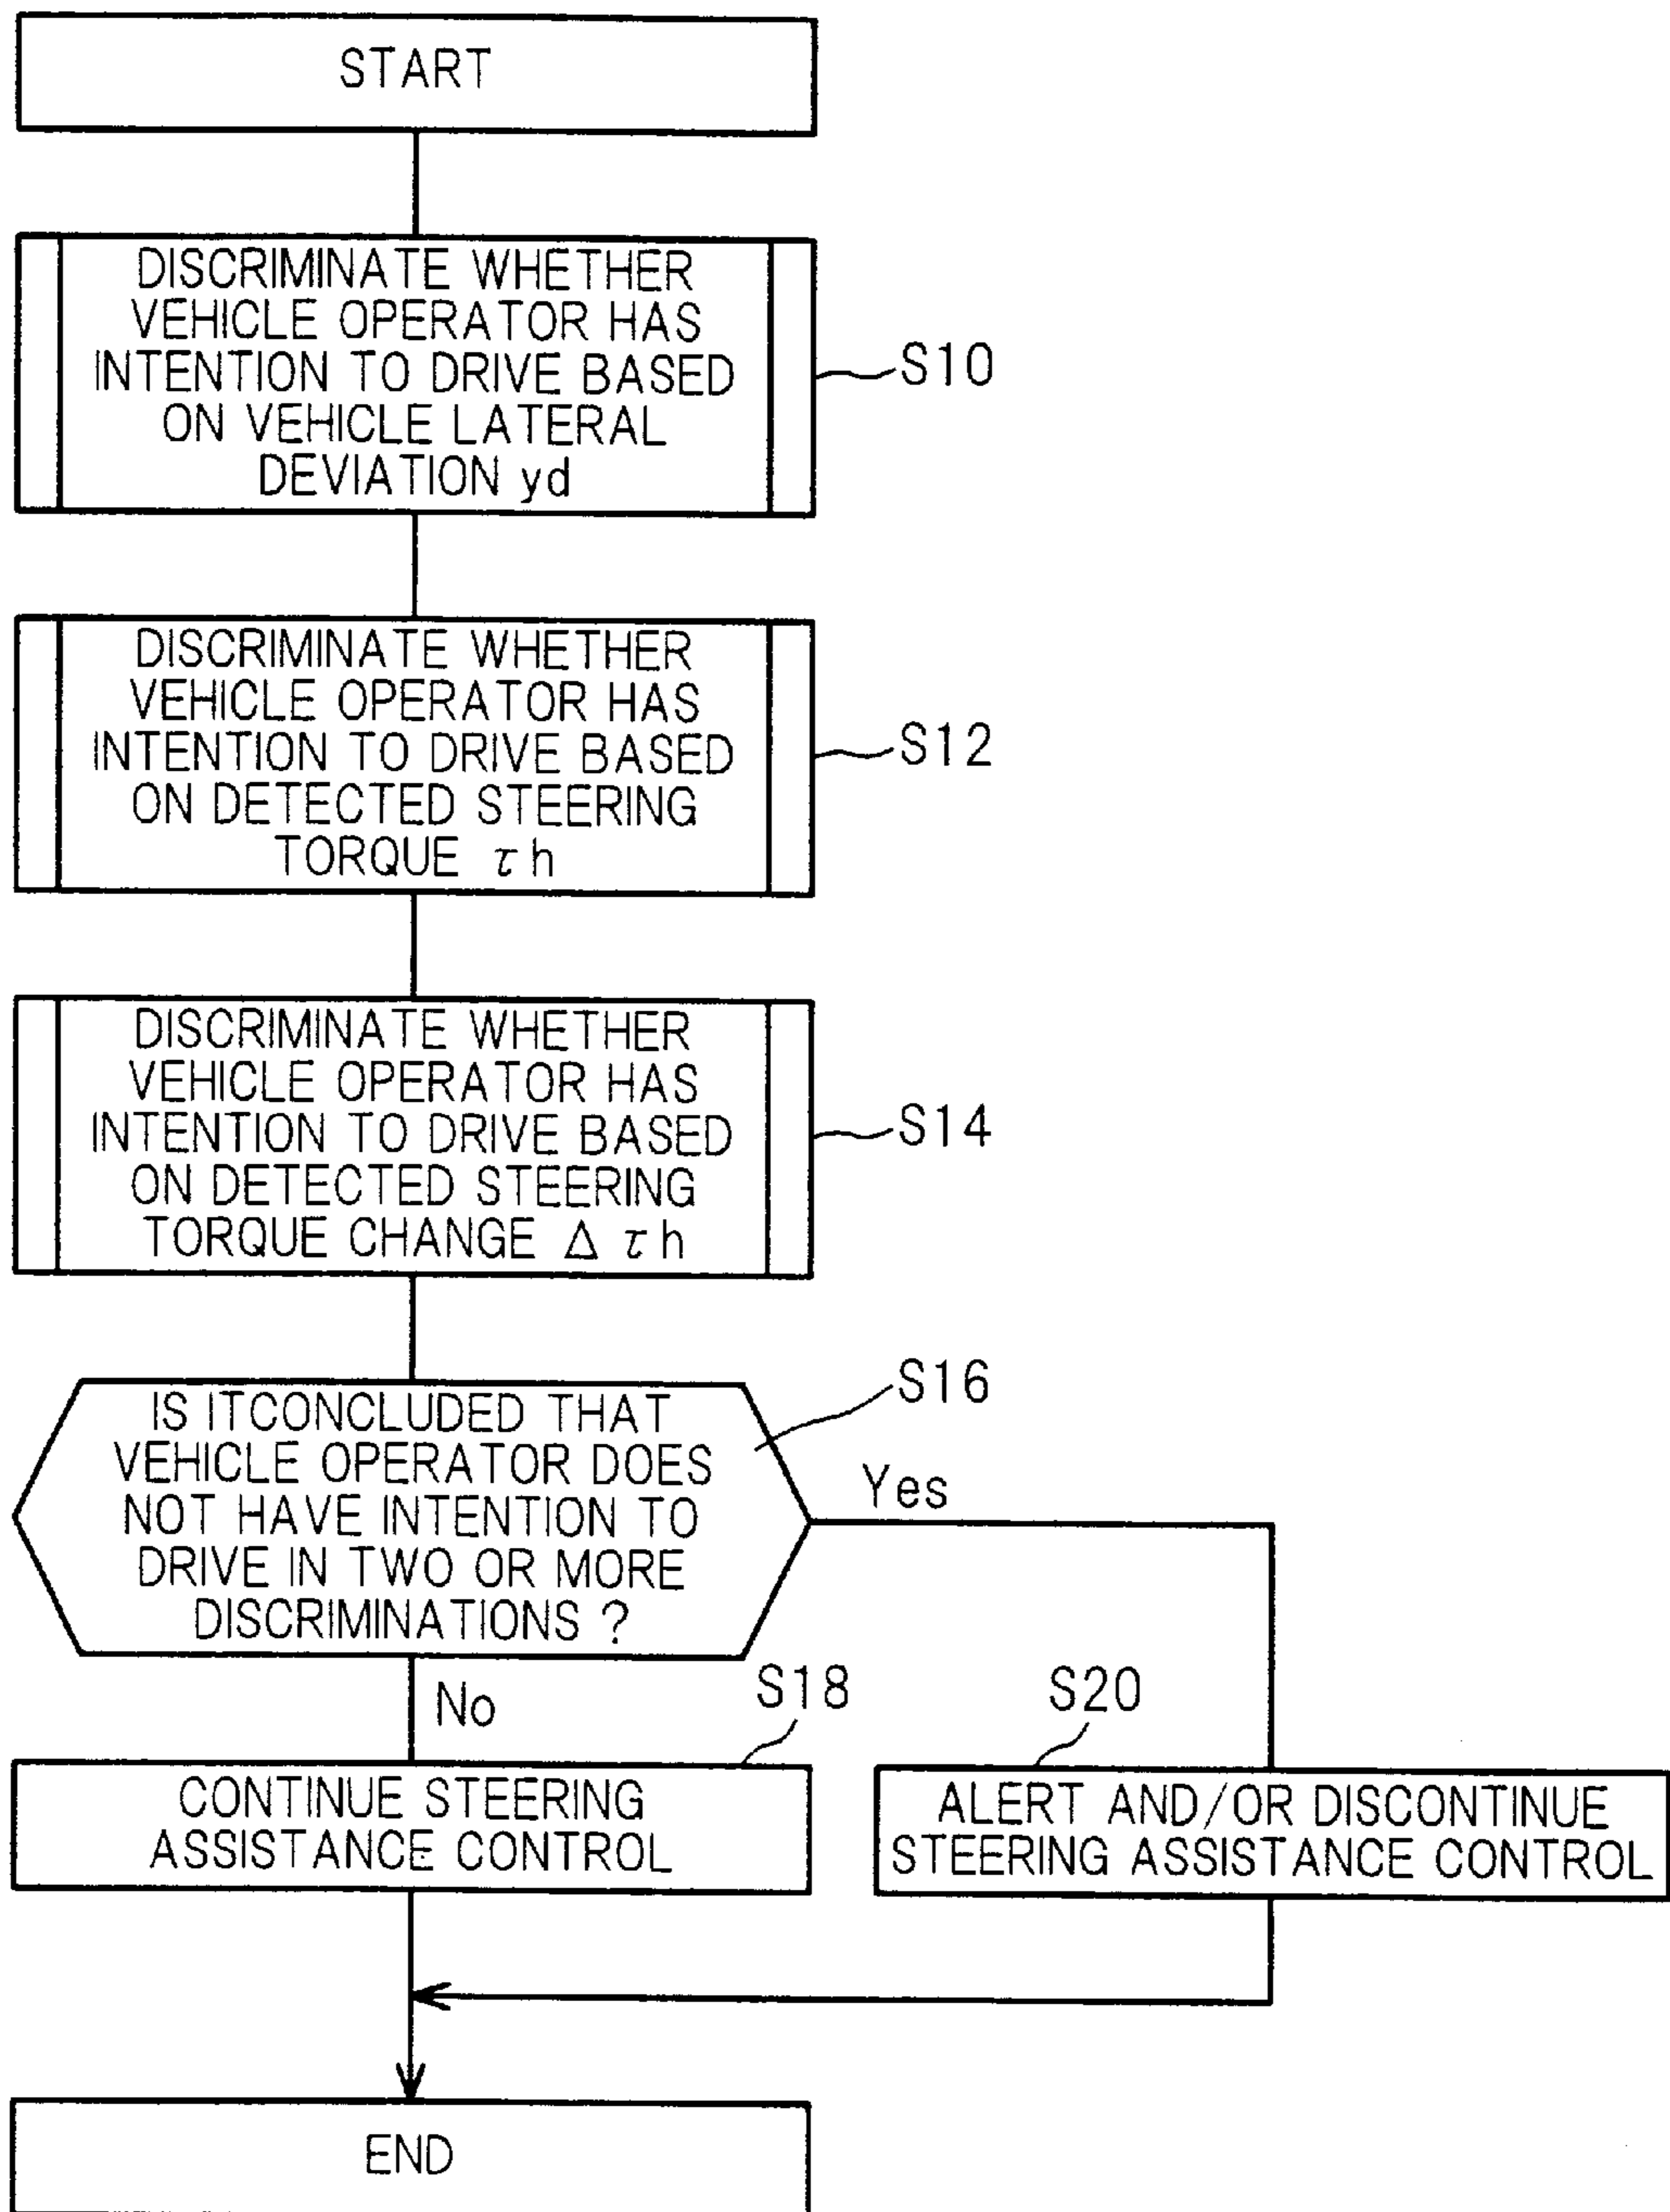 START
DISCRIMINATE WHETHER
VEHICLE OPERATOR HAS
INTENTION TO DRIVE BASED
ON VEHICLE LATERAL
DEVIATION yd
S10
DISCRIMINATE WHETHER
VEHICLE OPERATOR HAS
INTENTION TO DRIVE BASED
ON DETECTED STEERING
TORQUE τh
S12
DISCRIMINATE WHETHER
VEHICLE OPERATOR HAS
INTENTION TO DRIVE BASED
ON DETECTED STEERING
TORQUE CHANGE Δ τh
S14
IS ITCONCLUDED THAT
VEHICLE OPERATOR DOES
NOT HAVE INTENTION TO
DRIVE IN TWO OR MORE
DISCRIMINATIONS ?
S16
Yes
No
S18
CONTINUE STEERING
ASSISTANCE CONTROL
S20
ALERT AND/OR DISCONTINUE
STEERING ASSISTANCE CONTROL
END